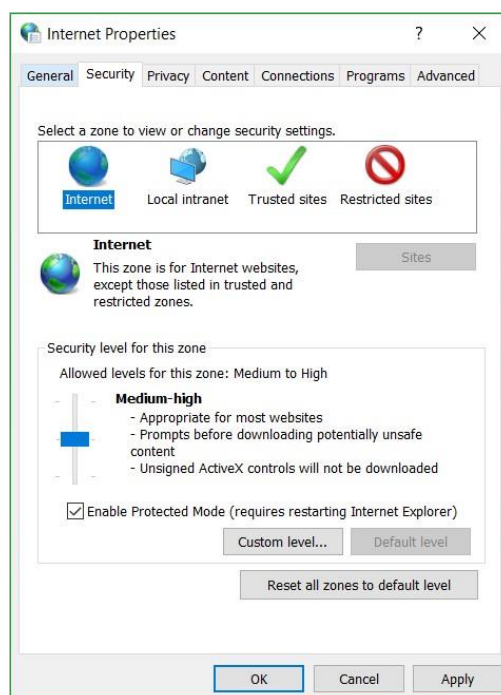 Internet Properties
? X
General Security Privacy Content Connections Programs Advanced
Select a zone to view or change security settings.
Internet Local intranet Trusted sites Restricted sites
Internet
Sites
This zone is for Internet websites,
except those listed in trusted and
restricted zones.
Security level for this zone
Allowed levels for this zone: Medium to High
Medium-high
- Appropriate for most websites
- Prompts before downloading potentially unsafe
content
- Unsigned ActiveX controls will not be downloaded
Enable Protected Mode (requires restarting Internet Explorer)
Custom level... Default level
Reset all zones to default level
OK Cancel Apply